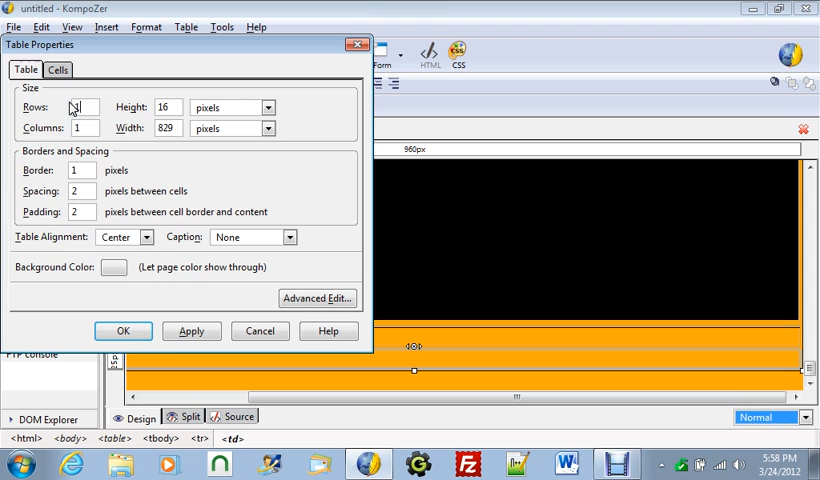 untitled - KompoZer
File Edit View Insert Format Table Tools Help
Table Properties
Form HTML CSS
Table Cells
Size
Rows: 1 Height: 16 pixels
Columns: 1 Width: 829 pixels
960px
Borders and Spacing
Border: 1 pixels
Spacing: 2 pixels between cells
Padding: 2 pixels between cell border and content
Table Alignment: Center Caption: None
Background Color: (Let page color show through)
Advanced Edit...
OK Apply Cancel Help
FTP console
DOM Explorer
Design Split Source
Normal
<html> <body> <table> <tbody> <tr> <td>
5:58 PM
3/24/2012